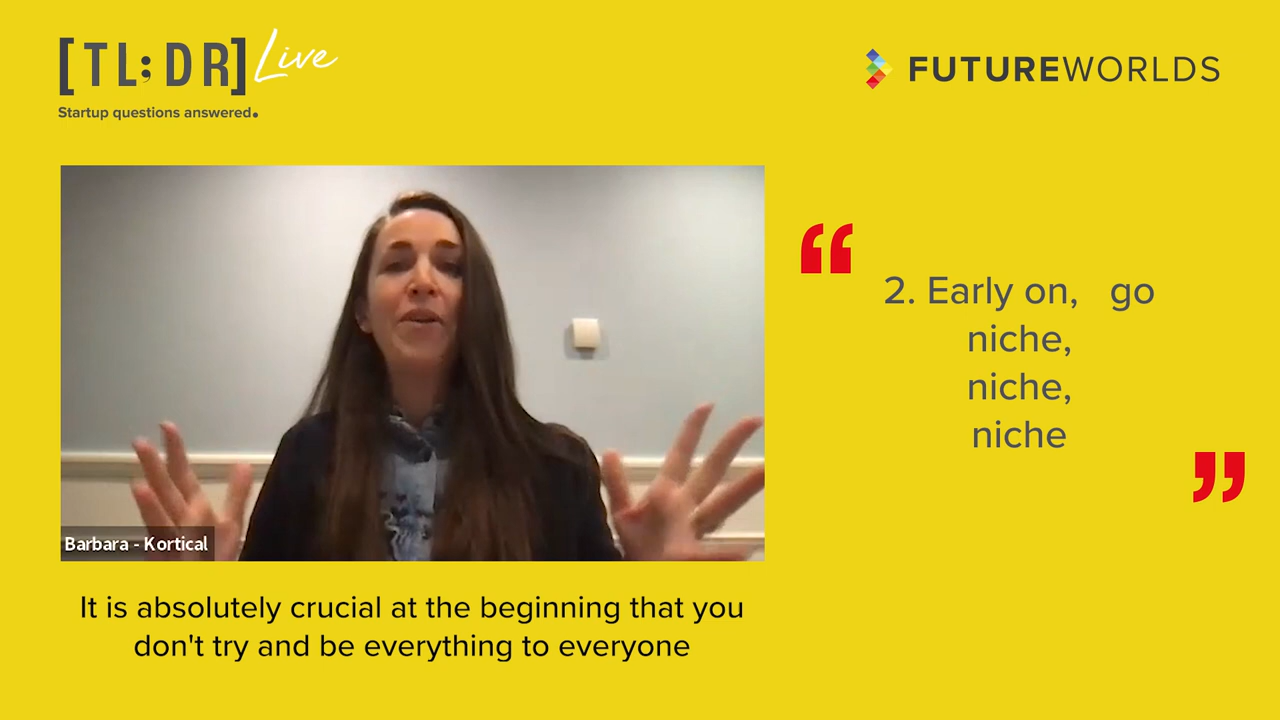 [TL;DR] Live
Startup questions answered.
FUTUREWORLDS
“
2. Early on, go
niche,
niche,
niche
”
Barbara - Kortical
It is absolutely crucial at the beginning that you
don't try and be everything to everyone